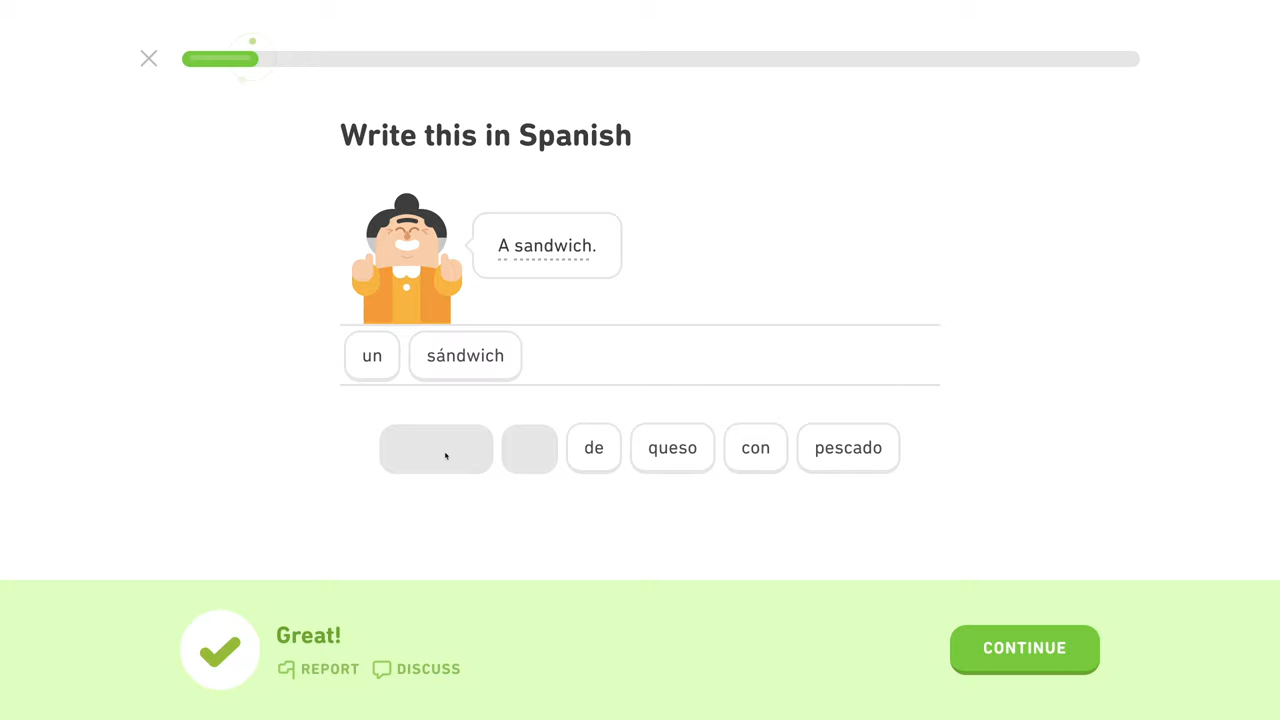 Write this in Spanish
A sandwich.
un sándwich
de queso con pescado
Great!
REPORT DISCUSS
CONTINUE